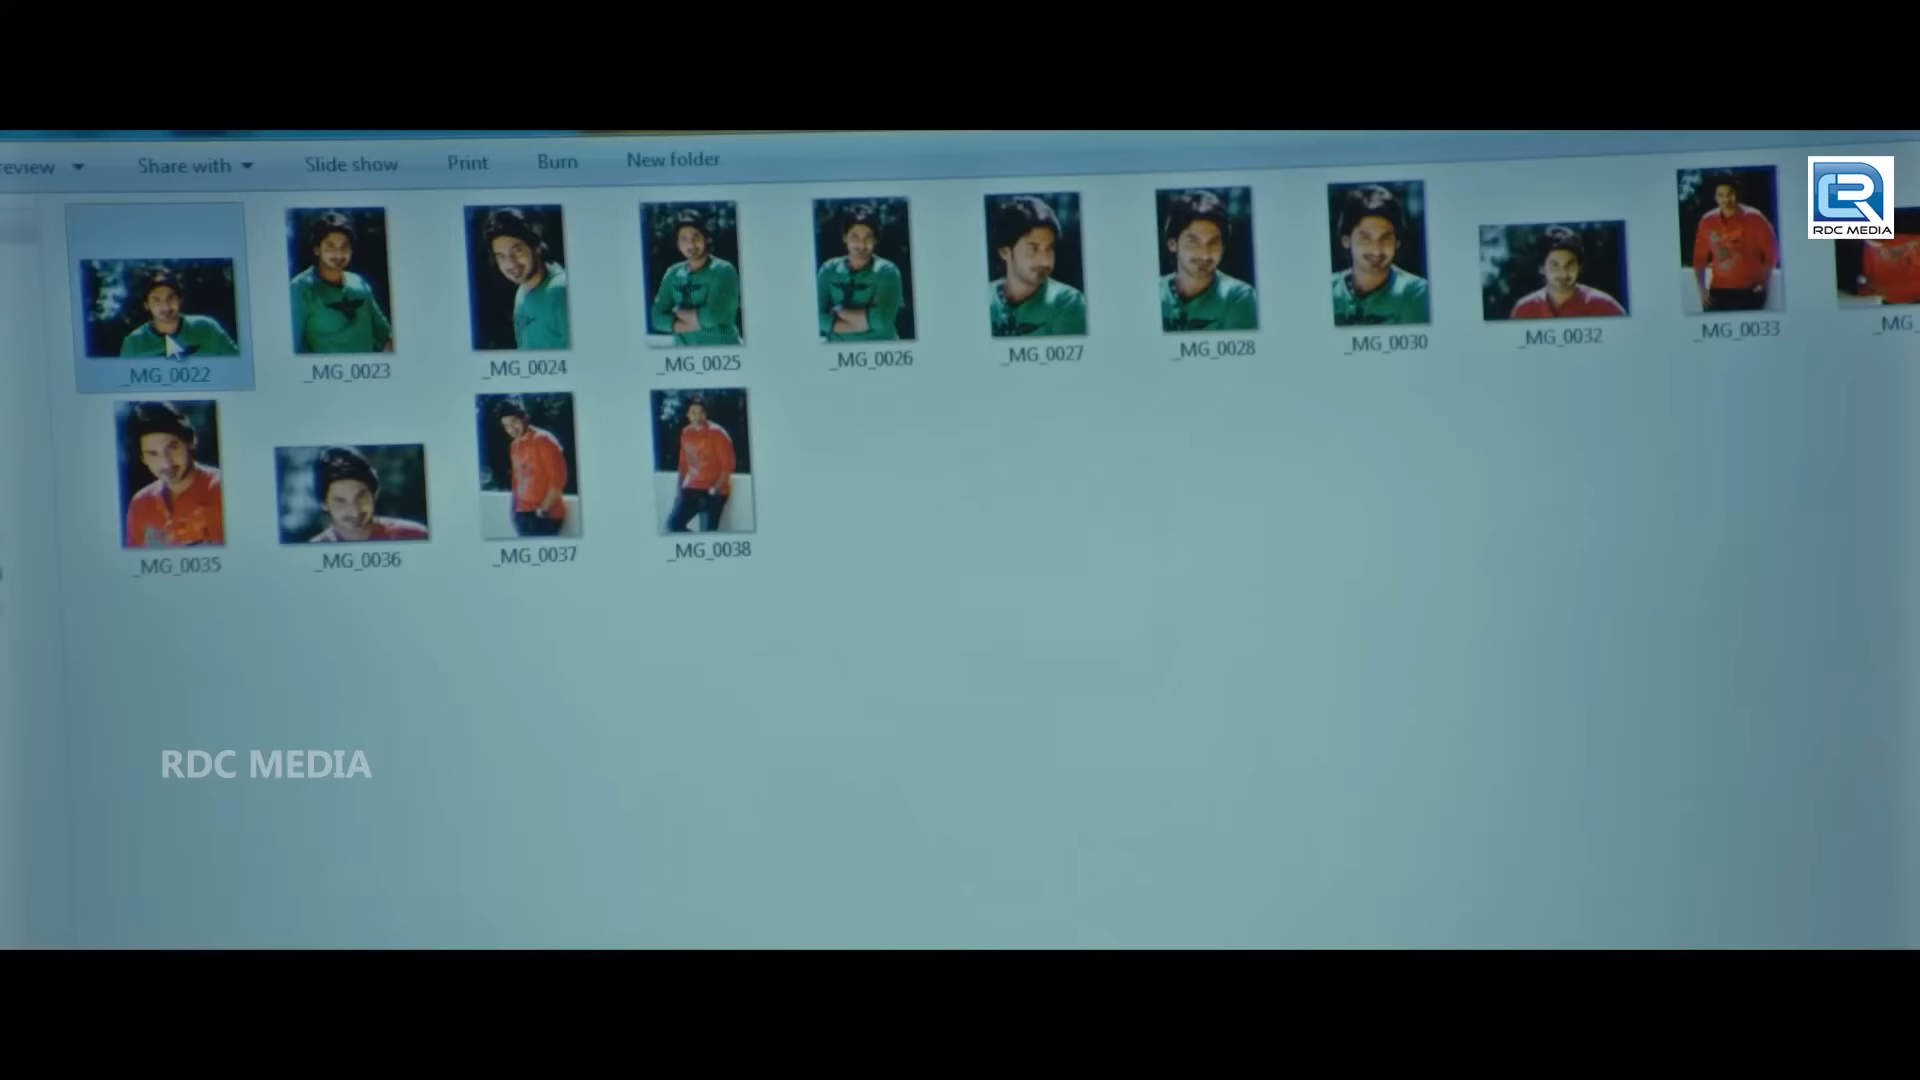 review
Share with
Slide show
Print
Burn
New folder
RDC MEDIA
_MG_0022
_MG_0023
_MG_0024
_MG_0025
_MG_0026
_MG_0027
_MG_0028
_MG_0030
_MG_0032
_MG_0033
_MG_
_MG_0035
_MG_0036
_MG_0037
_MG_0038
RDC MEDIA